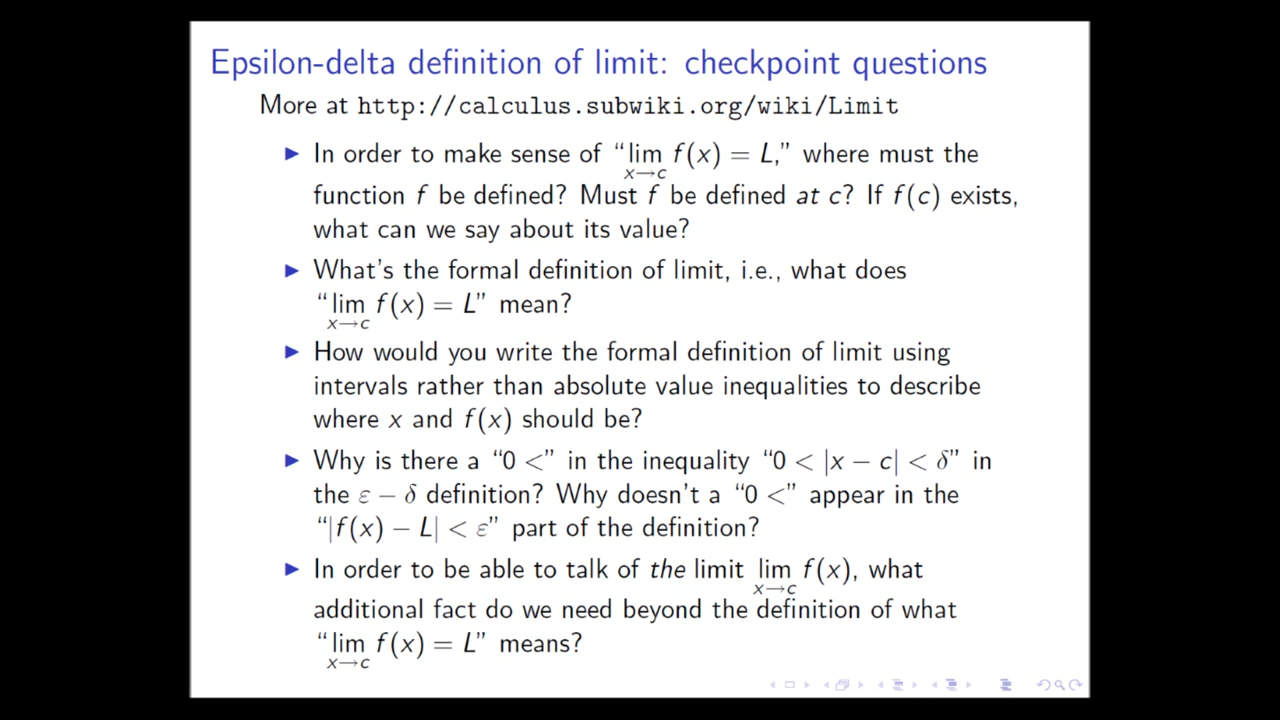 Epsilon-delta definition of limit: checkpoint questions
More at http://calculus.subwiki.org/wiki/Limit
▶ In order to make sense of “lim f(x) = L,” where must the
x→c
function f be defined? Must f be defined at c? If f(c) exists,
what can we say about its value?
▶ What's the formal definition of limit, i.e., what does
“lim f(x) = L” mean?
x→c
▶ How would you write the formal definition of limit using
intervals rather than absolute value inequalities to describe
where x and f(x) should be?
▶ Why is there a “0 <” in the inequality “0 < |x − c| < δ” in
the ε − δ definition? Why doesn't a “0 <” appear in the
“|f(x) − L| < ε” part of the definition?
▶ In order to be able to talk of the limit lim f(x), what
x→c
additional fact do we need beyond the definition of what
“lim f(x) = L” means?
x→c